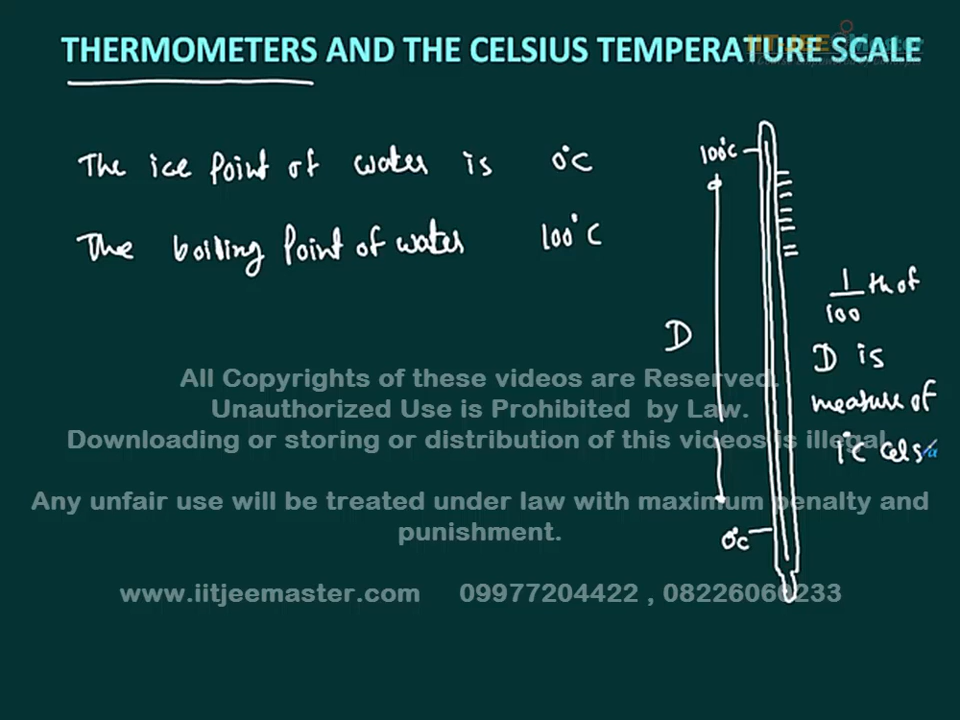 THERMOMETERS AND THE CELSIUS TEMPERATURE SCALE
IITJEE Master
The ice point of water is 0°C
The boiling point of water 100°C
100°C
D
1/100 th of
D is
measure of
1°C Cels
0°C
All Copyrights of these videos are Reserved.
Unauthorized Use is Prohibited by Law.
Downloading or storing or distribution of this videos is illegal.
Any unfair use will be treated under law with maximum penalty and
punishment.
www.iitjeemaster.com 09977204422 , 08226060233